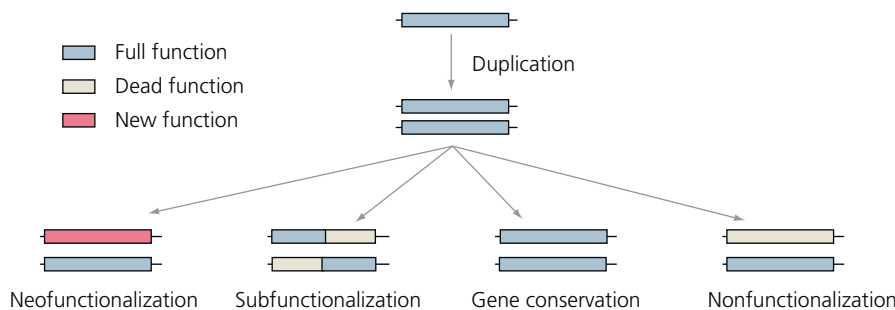 Full function
Duplication
Dead function
New function
Neofunctionalization
Subfunctionalization
Gene conservation
Nonfunctionalization